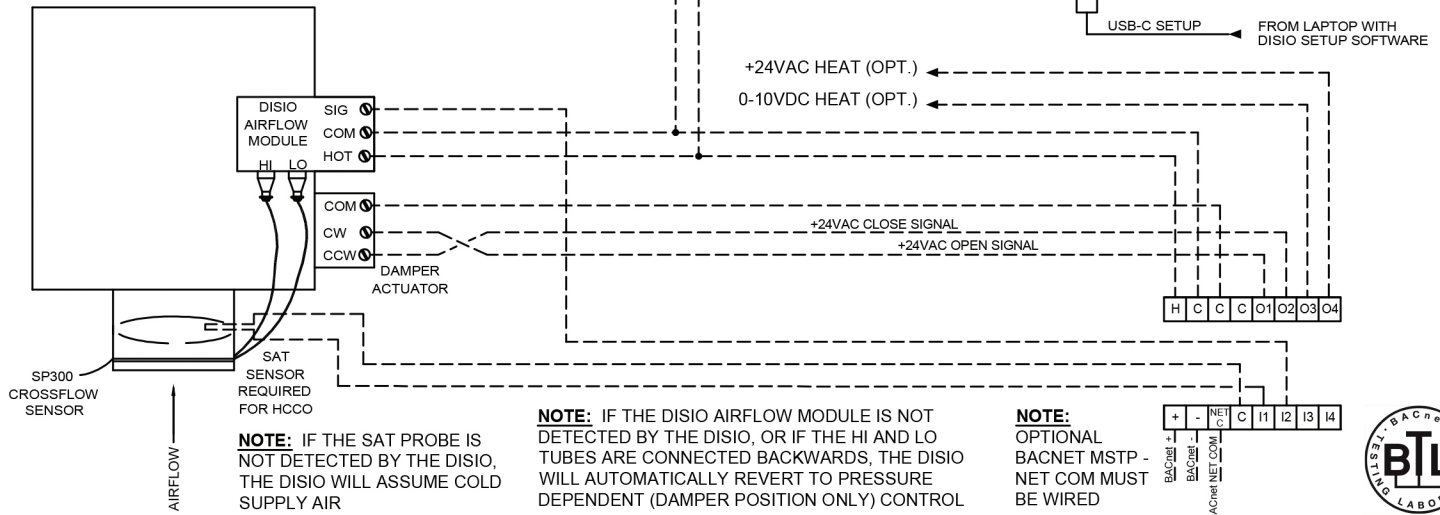 USB-C SETUP
FROM LAPTOP WITH
DISIO SETUP SOFTWARE
+24VAC HEAT (OPT.)
0-10VDC HEAT (OPT.)
DISIO
AIRFLOW
MODULE
HI LO
SIG
COM
HOT
COM
CW
CCW
DAMPER
ACTUATOR
+24VAC CLOSE SIGNAL
+24VAC OPEN SIGNAL
H C C C O1 O2 O3 O4
SP300
CROSSFLOW
SENSOR
SAT
SENSOR
REQUIRED
FOR HCCO
AIRFLOW
NOTE: IF THE SAT PROBE IS
NOT DETECTED BY THE DISIO,
THE DISIO WILL ASSUME COLD
SUPPLY AIR
NOTE: IF THE DISIO AIRFLOW MODULE IS NOT
DETECTED BY THE DISIO, OR IF THE HI AND LO
TUBES ARE CONNECTED BACKWARDS, THE DISIO
WILL AUTOMATICALLY REVERT TO PRESSURE
DEPENDENT (DAMPER POSITION ONLY) CONTROL
NOTE:
OPTIONAL
BACNET MSTP -
NET COM MUST
BE WIRED
+ - NET C C I1 I2 I3 I4
BACnet +
BACnet -
ACnet NET COM
BACne
BTL
TESTING LABO